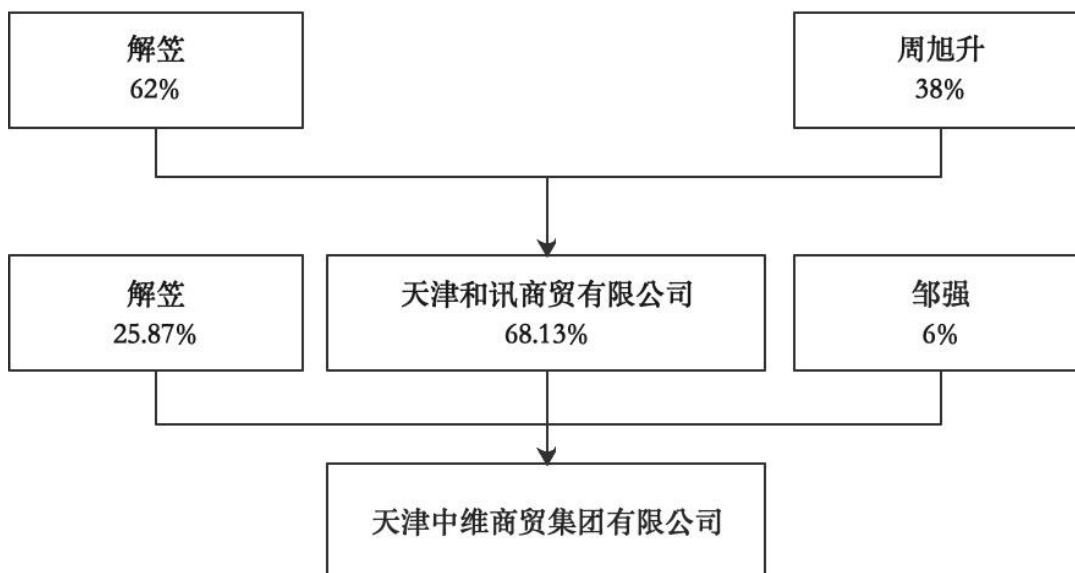 解笠
62%
周旭升
38%
解笠
25.87%
天津和讯商贸有限公司
68.13%
邹强
6%
天津中维商贸集团有限公司